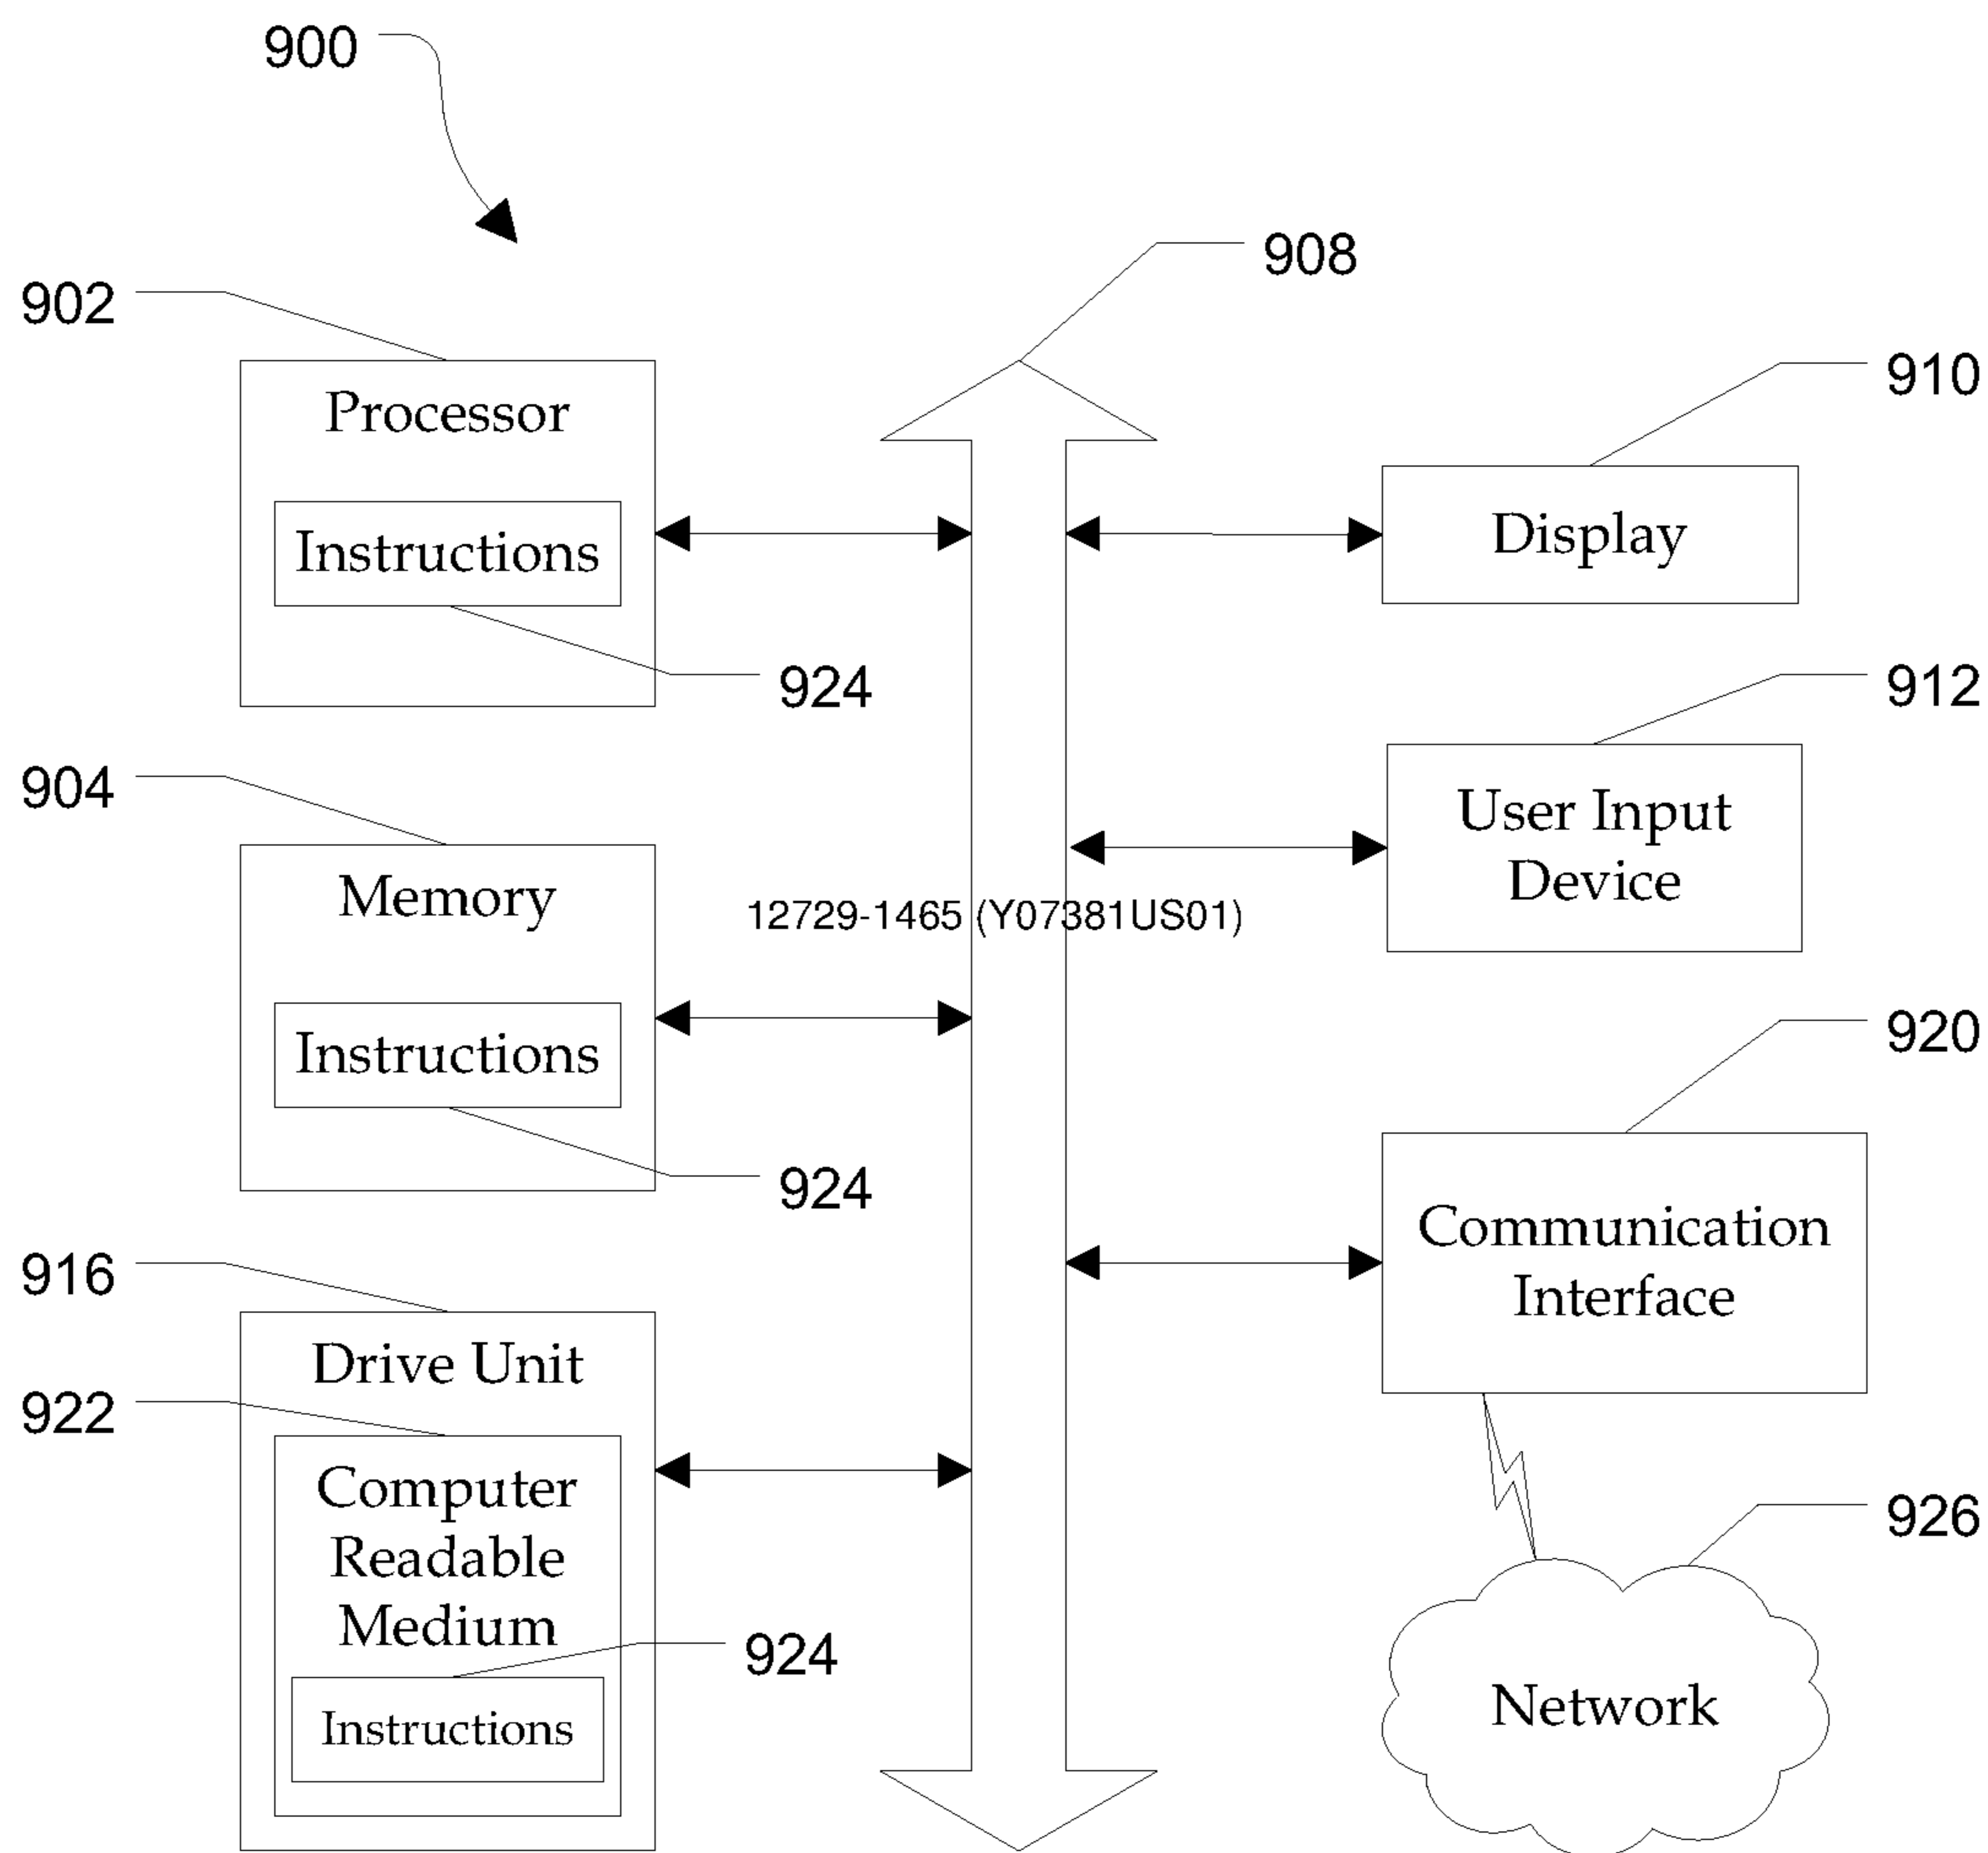 900
908
902
910
Processor
Instructions
Display
924
912
904
User Input
Device
Memory
12729-1465 (Y07381US01)
Instructions
920
924
Communication
Interface
916
Drive Unit
922
Computer
Readable
Medium
924
Instructions
926
Network